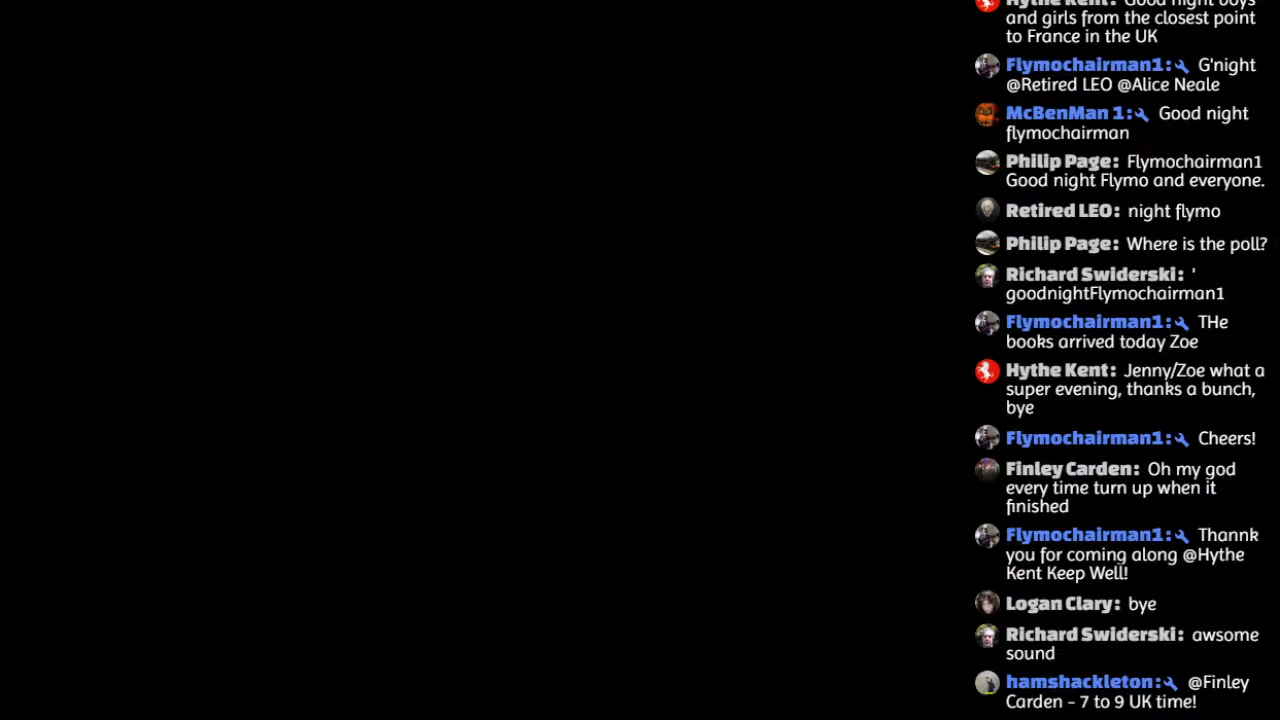 Hythe Kent: Good night boys
and girls from the closest point
to France in the UK
Flymochairman1: G'night
@Retired LEO @Alice Neale
McBenMan 1: Good night
flymochairman
Philip Page: Flymochairman1
Good night Flymo and everyone.
Retired LEO: night flymo
Philip Page: Where is the poll?
Richard Swiderski: '
goodnightFlymochairman1
Flymochairman1: THe
books arrived today Zoe
Hythe Kent: Jenny/Zoe what a
super evening, thanks a bunch,
bye
Flymochairman1: Cheers!
Finley Carden: Oh my god
every time turn up when it
finished
Flymochairman1: Thannk
you for coming along @Hythe
Kent Keep Well!
Logan Clary: bye
Richard Swiderski: awsome
sound
hamshackleton: @Finley
Carden - 7 to 9 UK time!